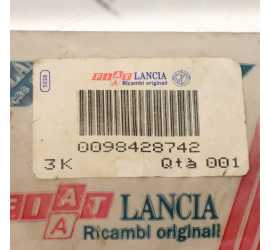 FIAT LANCIA
Ricambi originali
0098428742
3K Qtà 001
FIAT LANCIA
A
Ricambi originali